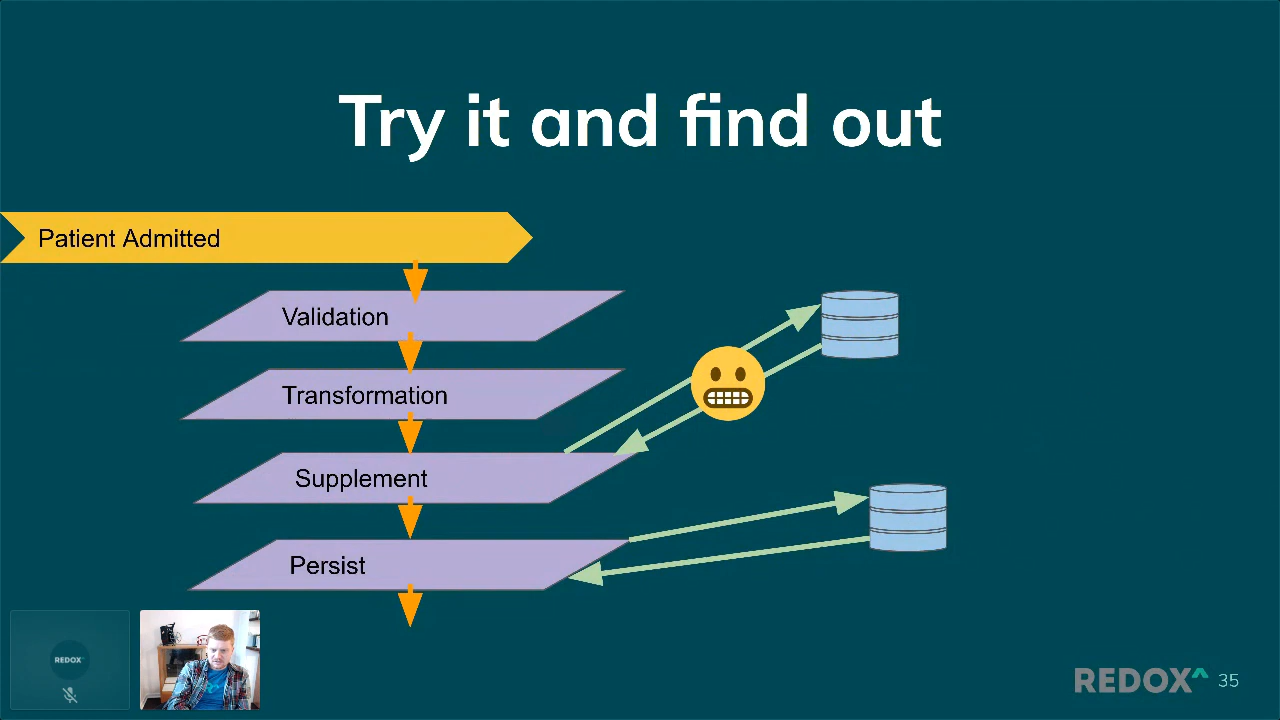 Try it and find out
Patient Admitted
Validation
Transformation
Supplement
Persist
REDOX
REDOX
35